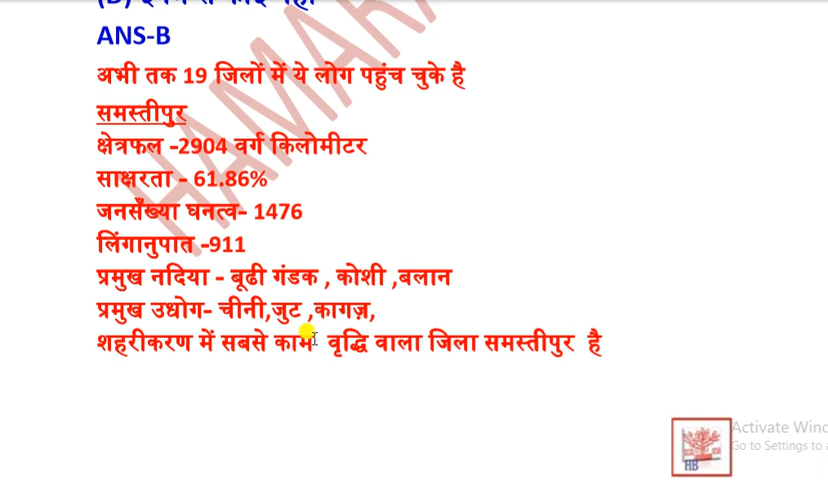 ANS-B
अभी तक 19 जिलों में ये लोग पहुंच चुके है
समस्तीपुर
क्षेत्रफल -2904 वर्ग किलोमीटर
साक्षरता - 61.86%
जनसँख्या घनत्व- 1476
लिंगानुपात -911
प्रमुख नदिया - बूढी गंडक , कोशी ,बलान
प्रमुख उधोग- चीनी,जुट ,कागज़,
शहरीकरण में सबसे काम वृद्धि वाला जिला समस्तीपुर है
HAMARA
Activate Wind
Go to Settings to a
HB